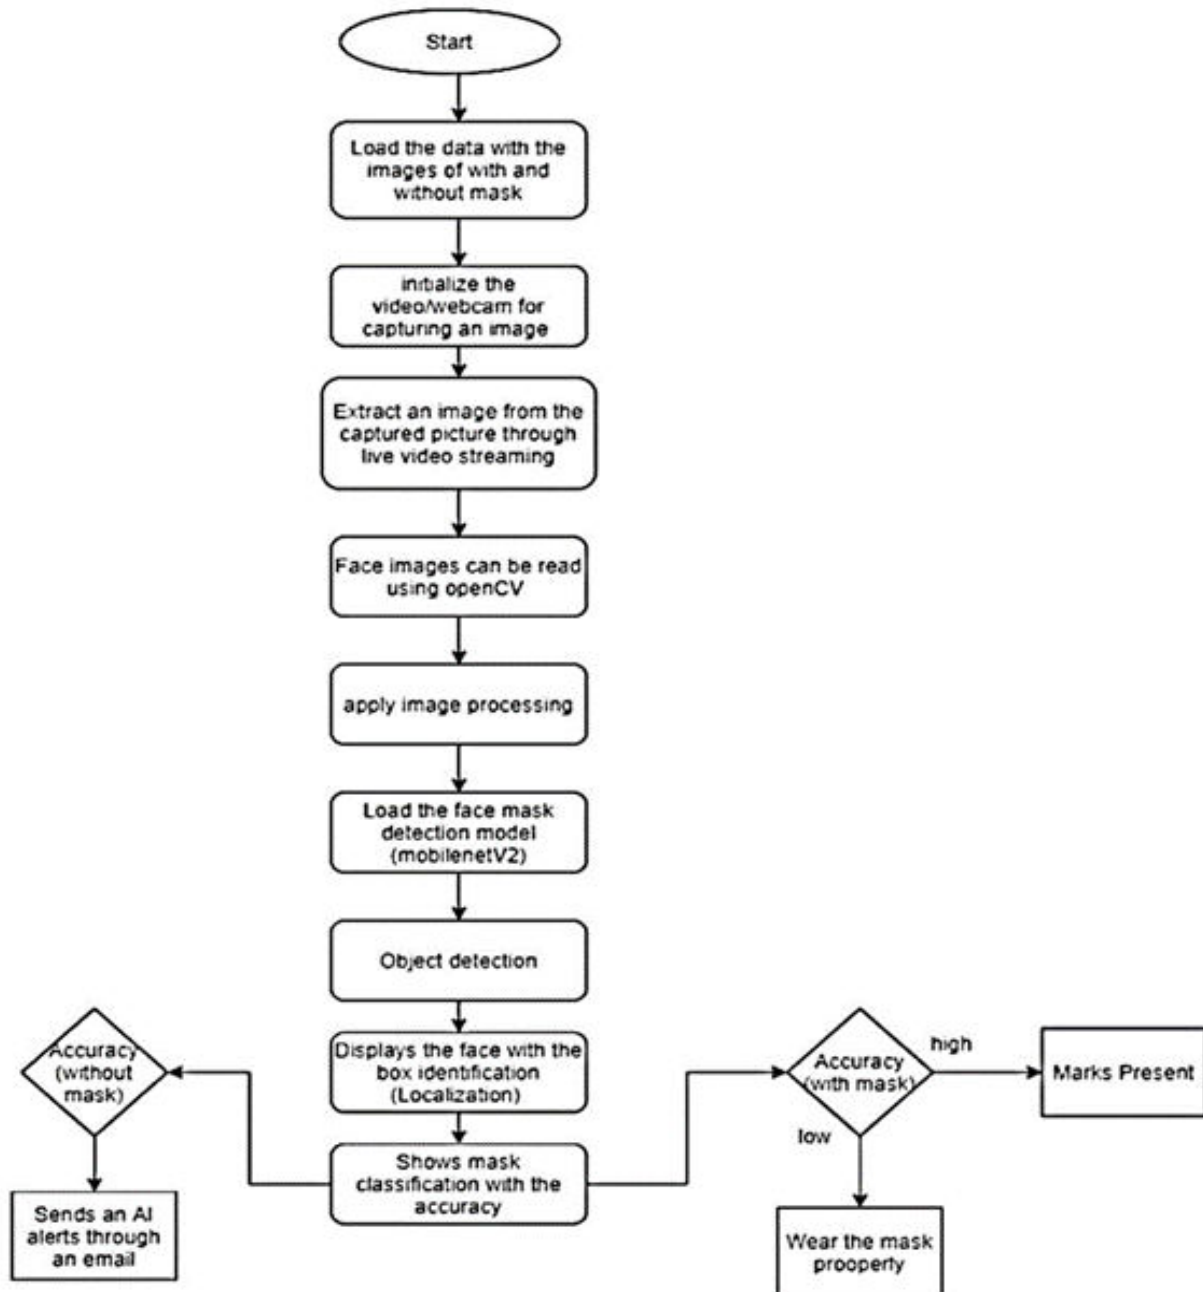 Start
Load the data with the
images of with and
without mask
initialize the
video/webcam for
capturing an image
Extract an image from the
captured picture through
live video streaming
Face images can be read
using openCV
apply image processing
Load the face mask
detection model
(mobilenetV2)
Object detection
Displays the face with the
box identification
(Localization)
Shows mask
classification with the
accuracy
Accuracy
(without
mask)
Sends an AI
alerts through
an email
Accuracy
(with mask)
high
Marks Present
low
Wear the mask
prooperly